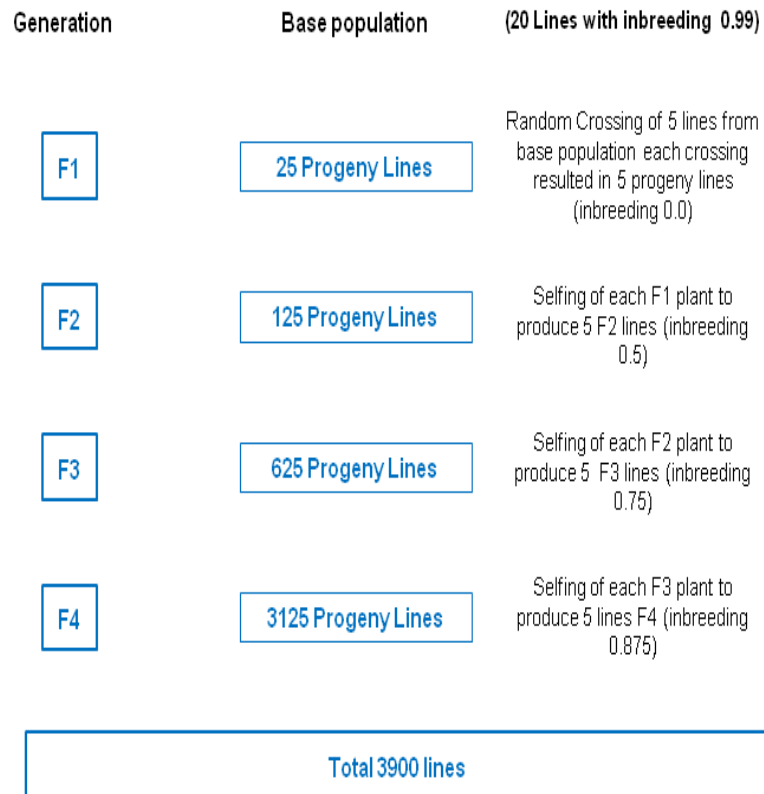 Generation
Base population
(20 Lines with inbreeding 0.99)
F1
25 Progeny Lines
Random Crossing of 5 lines from
base population each crossing
resulted in 5 progeny lines
(inbreeding 0.0)
F2
125 Progeny Lines
Selfing of each F1 plant to
produce 5 F2 lines (inbreeding
0.5)
F3
625 Progeny Lines
Selfing of each F2 plant to
produce 5 F3 lines (inbreeding
0.75)
F4
3125 Progeny Lines
Selfing of each F3 plant to
produce 5 lines F4 (inbreeding
0.875)
Total 3900 lines